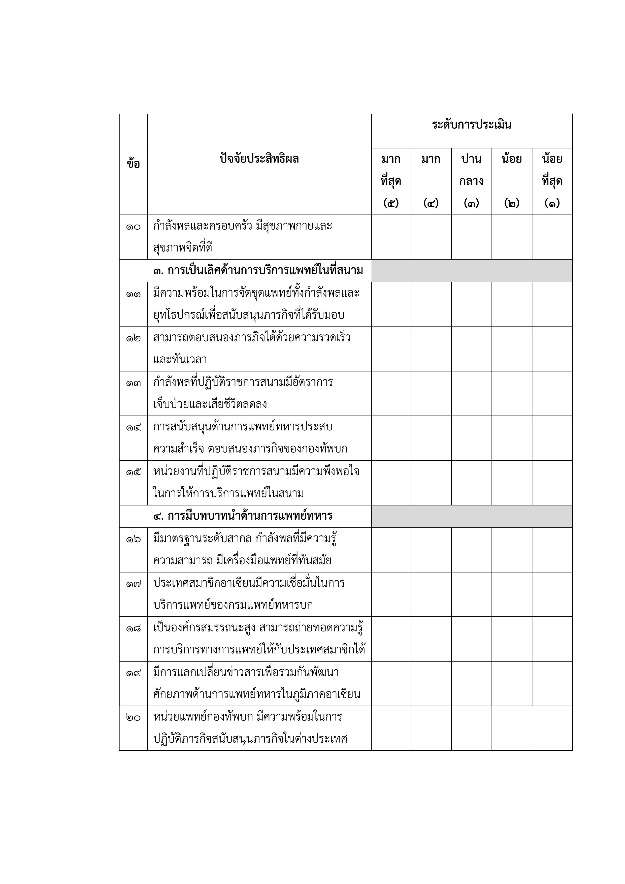 ระดับการประเมิน
ข้อ ปัจจัยประสิทธิผล มาก มาก ปาน น้อย น้อย
ที่สุด กลาง ที่สุด
(๕) (๔) (๓) (๒) (๑)
๑๐ กำลังพลและครอบครัว มีสุขภาพกายและ
สุขภาพจิตที่ดี
๓. การเป็นเลิศด้านการบริการแพทย์ในที่สนาม
๑๑ มีความพร้อมในการจัดชุดแพทย์ทั้งกำลังพลและ
ยุทโธปกรณ์เพื่อสนับสนุนภารกิจที่ได้รับมอบ
๑๒ สามารถตอบสนองภารกิจได้ด้วยความรวดเร็ว
และทันเวลา
๑๓ กำลังพลที่ปฏิบัติราชการสนามมีอัตราการ
เจ็บป่วยและเสียชีวิตลดลง
๑๔ การสนับสนุนด้านการแพทย์ทหารประสบ
ความสำเร็จ ตอบสนองภารกิจของกองทัพบก
๑๕ หน่วยงานที่ปฏิบัติราชการสนามมีความพึงพอใจ
ในการให้การบริการแพทย์ในสนาม
๔. การมีบทบาทนำด้านการแพทย์ทหาร
๑๖ มีมาตรฐานระดับสากล กำลังพลที่มีความรู้
ความสามารถ มีเครื่องมือแพทย์ที่ทันสมัย
๑๗ ประเทศสมาชิกอาเซียนมีความเชื่อมั่นในการ
บริการแพทย์ของกรมแพทย์ทหารบก
๑๘ เป็นองค์กรสมรรถนะสูง สามารถถ่ายทอดความรู้
การบริการทางการแพทย์ให้กับประเทศสมาชิกได้
๑๙ มีการแลกเปลี่ยนข่าวสารเพื่อรวมกันพัฒนา
ศักยภาพด้านการแพทย์ทหารในภูมิภาคอาเซียน
๒๐ หน่วยแพทย์กองทัพบก มีความพร้อมในการ
ปฏิบัติภารกิจสนับสนุนภารกิจในต่างประเทศ